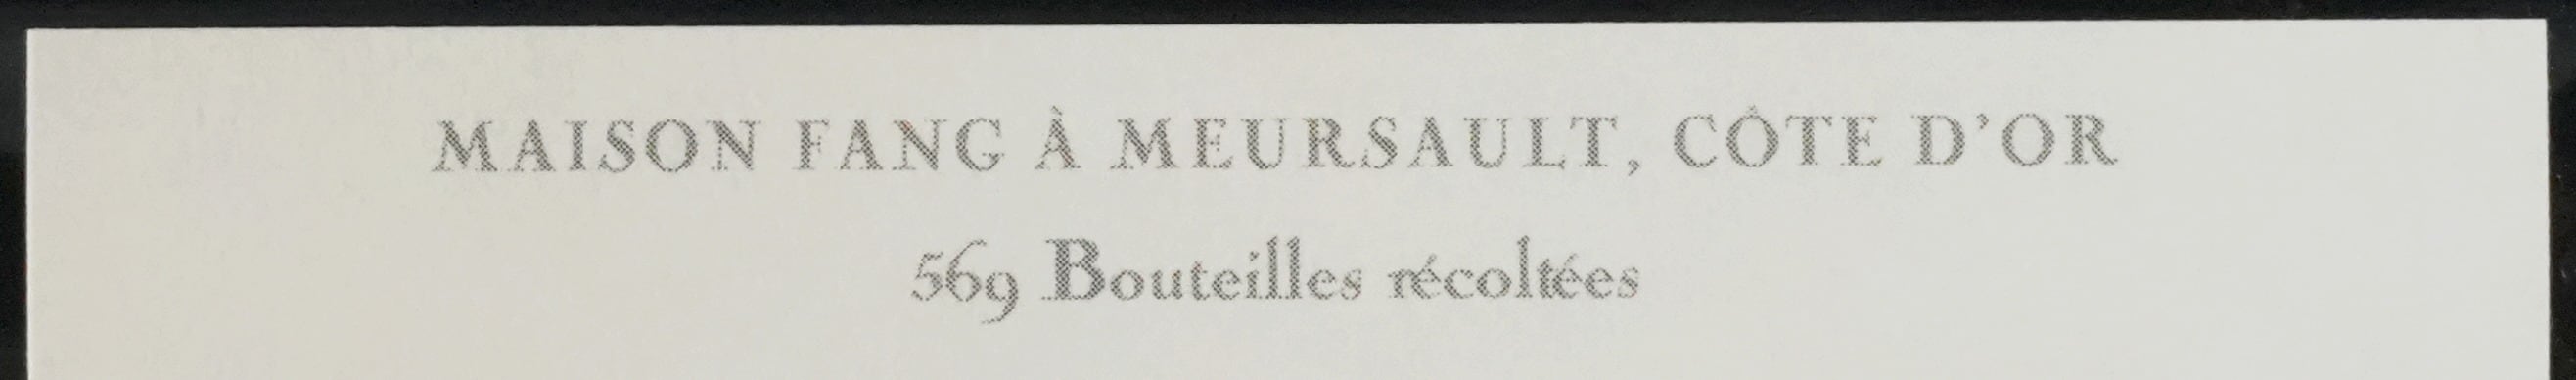 MAISON FANG À MEURSAULT, CÔTE D'OR
569 Bouteilles récoltées